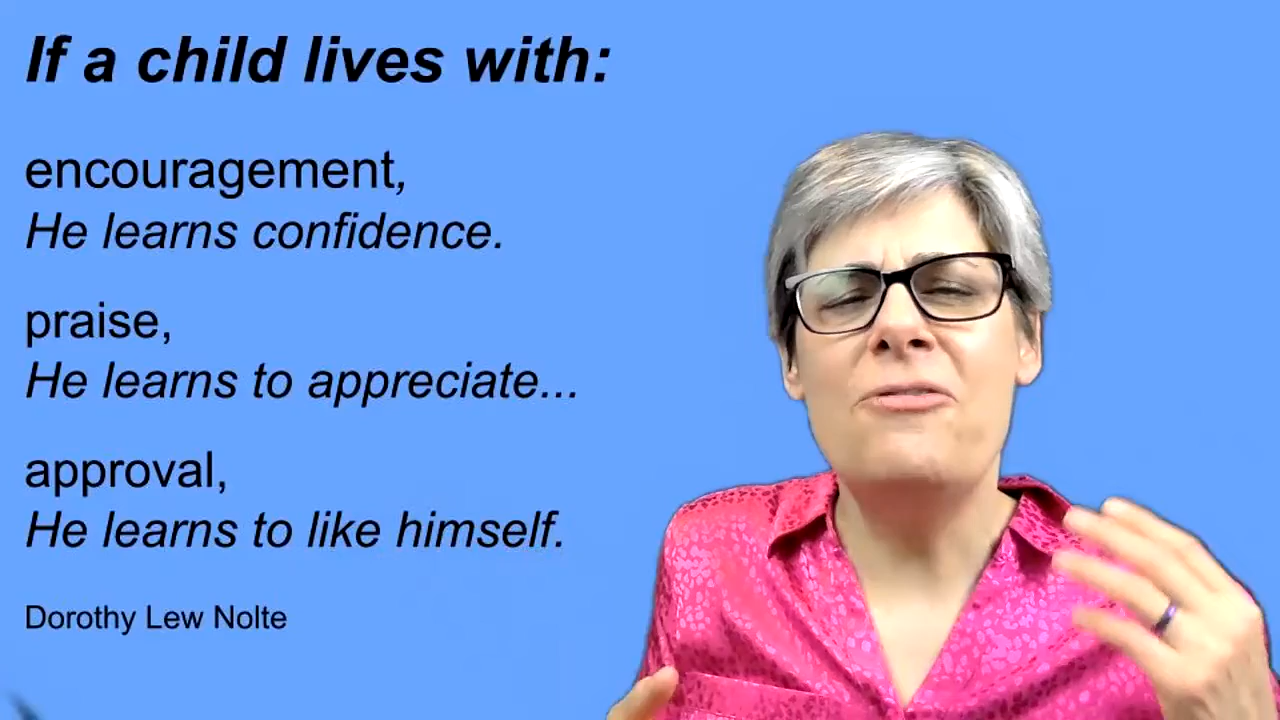 If a child lives with:
encouragement,
He learns confidence.
praise,
He learns to appreciate...
approval,
He learns to like himself.
Dorothy Lew Nolte